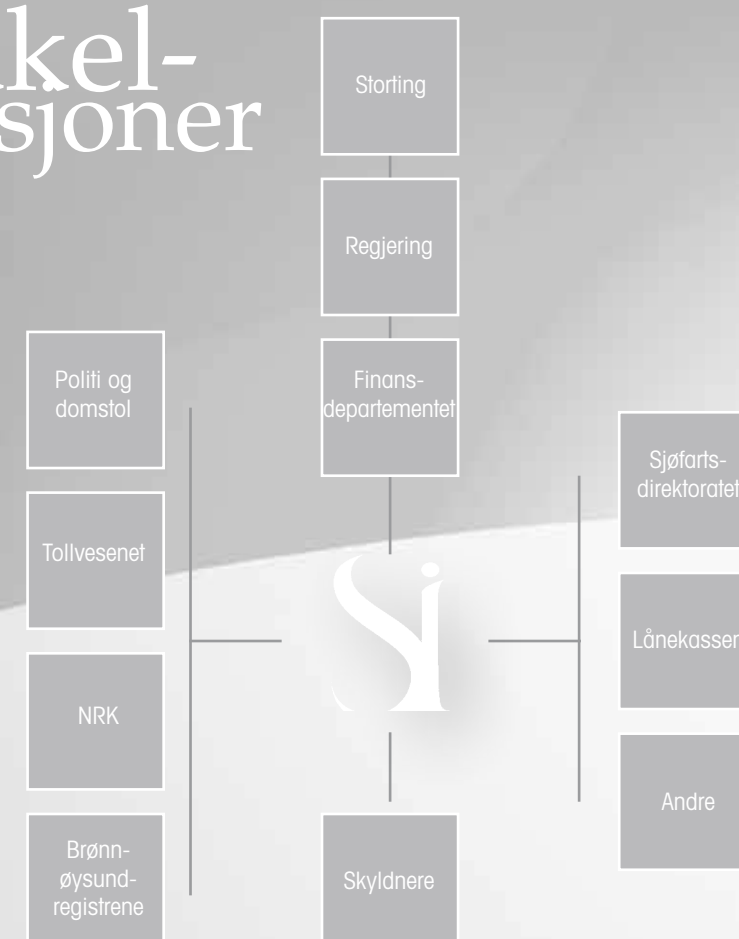 kel-
sjoner
Storting
Regjering
Finans-
departementet
Politi og
domstol
Tollvesenet
NRK
Brønn-
øysund-
registrene
Si
Skyldnere
Sjøfarts-
direktoratet
Lånekassen
Andre